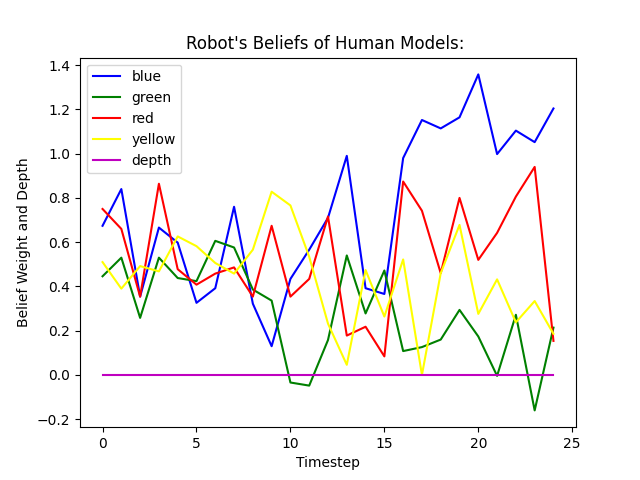 Robot's Beliefs of Human Models:
1.4
1.2
1.0
0.8
0.6
0.4
0.2
0.0
−0.2
Belief Weight and Depth
blue
green
red
yellow
depth
0
5
10
15
20
25
Timestep